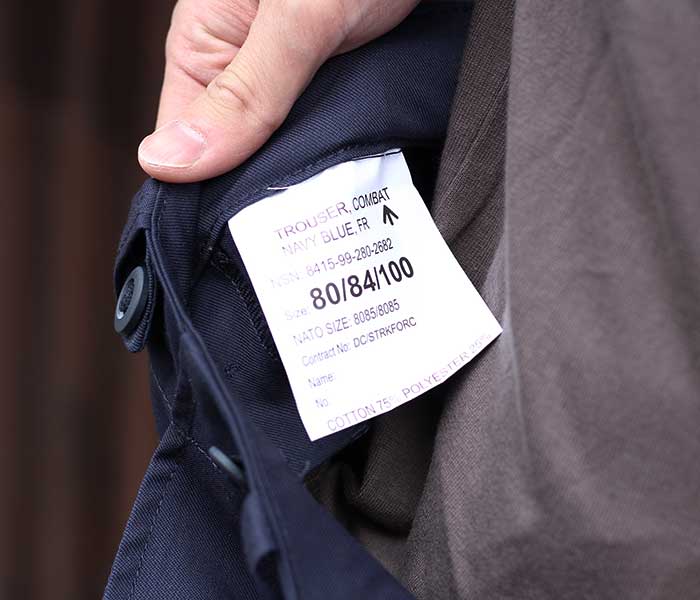 TROUSER, COMBAT
NAVY BLUE, FR
NSN: 8415-99-280-2682
Size: 80/84/100
NATO SIZE: 8085/8085
Contract No: DC/STRKFORC
Name:
No.
COTTON 75% POLYESTER 25%